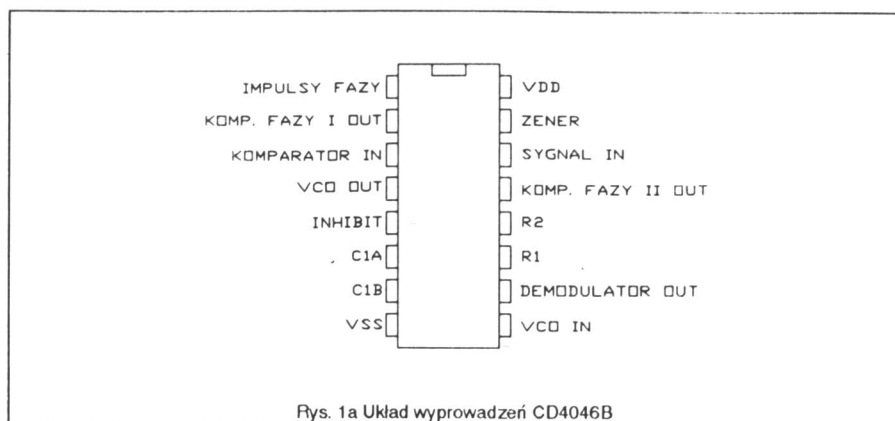 IMPULSY FAZY
KOMP. FAZY I OUT
KOMPARATOR IN
VCO OUT
INHIBIT
C1A
C1B
VSS
VDD
ZENER
SYGNAL IN
KOMP. FAZY II OUT
R2
R1
DEMODULATOR OUT
VCO IN
Rys. 1a Układ wyprowadzeń CD4046B